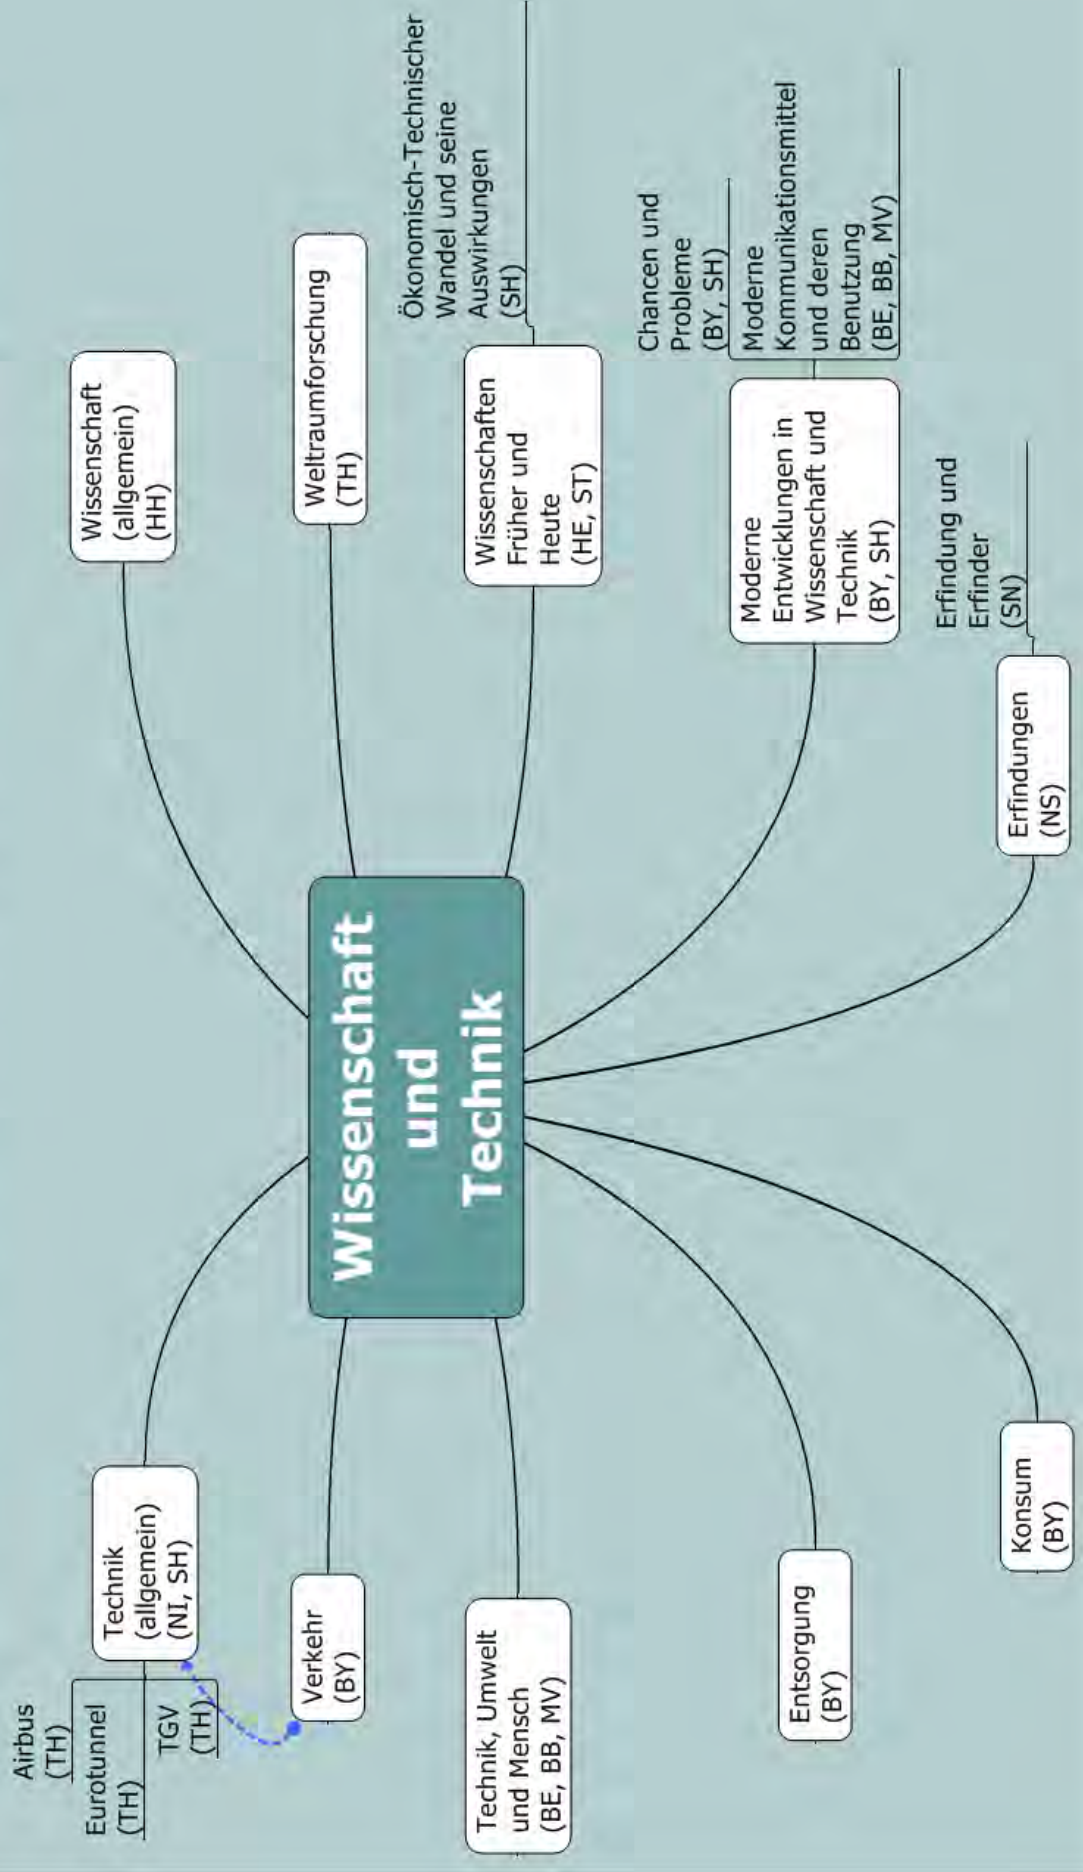 Wissenschaft
und
Technik
Wissenschaft
(allgemein)
(HH)
Weltraumforschung
(TH)
Wissenschaften
Früher und
Heute
(HE, ST)
Ökonomisch-Technischer
Wandel und seine
Auswirkungen
(SH)
Moderne
Entwicklungen in
Wissenschaft und
Technik
(BY, SH)
Chancen und
Probleme
(BY, SH)
Moderne
Kommunikationsmittel
und deren
Benutzung
(BE, BB, MV)
Erfindungen
(NS)
Erfindung und
Erfinder
(SN)
Technik
(allgemein)
(NI, SH)
Airbus
(TH)
Eurotunnel
(TH)
TGV
(TH)
Verkehr
(BY)
Technik, Umwelt
und Mensch
(BE, BB, MV)
Entsorgung
(BY)
Konsum
(BY)